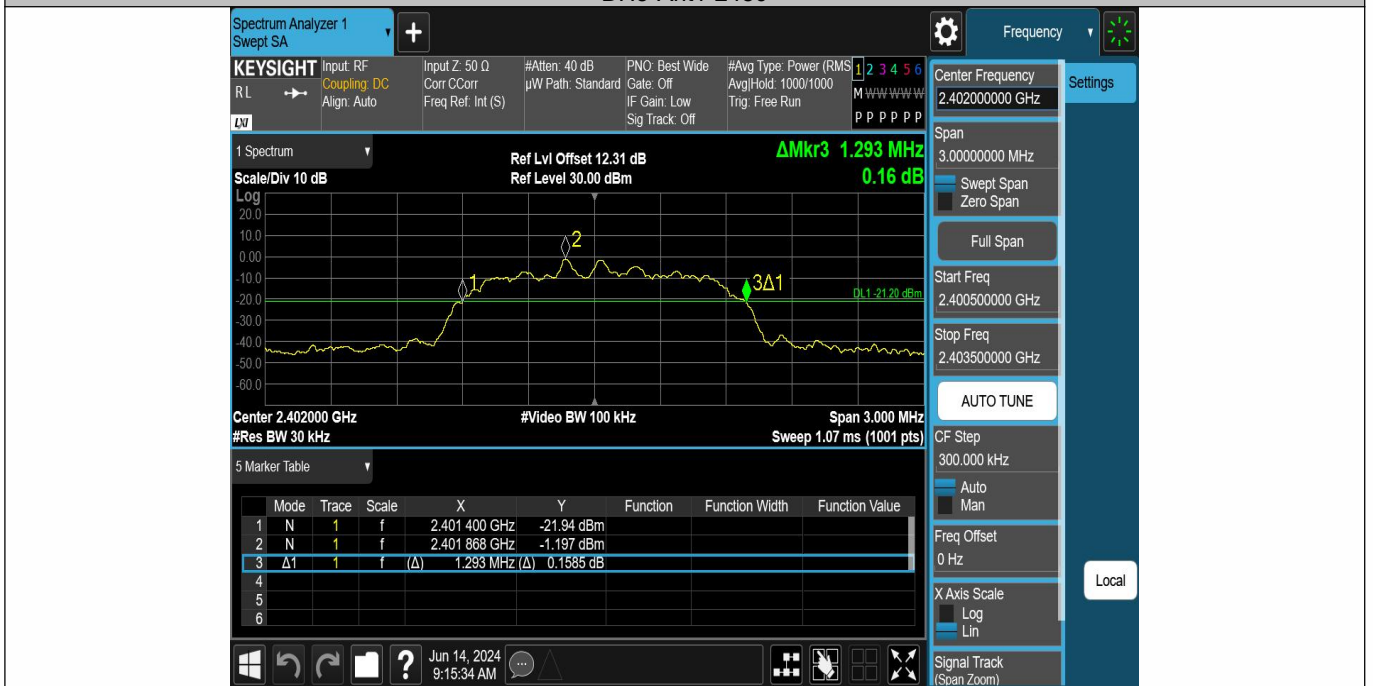 Spectrum Analyzer 1
Swept SA
+
Frequency
KEYSIGHT
RL
LXI
Input: RF
Coupling: DC
Align: Auto
Input Z: 50 Ω
Corr CCorr
Freq Ref: Int (S)
#Atten: 40 dB
µW Path: Standard
PNO: Best Wide
Gate: Off
IF Gain: Low
Sig Track: Off
#Avg Type: Power (RMS
Avg|Hold: 1000/1000
Trig: Free Run
1 2 3 4 5 6
M W W W W W
P P P P P P
1 Spectrum
Scale/Div 10 dB
Ref Lvl Offset 12.31 dB
Ref Level 30.00 dBm
ΔMkr3 1.293 MHz
0.16 dB
Log
20.0
10.0
0.00
-10.0
-20.0
-30.0
-40.0
-50.0
-60.0
1
2
3Δ1
DL1 -21.20 dBm
Center 2.402000 GHz
#Video BW 100 kHz
Span 3.000 MHz
#Res BW 30 kHz
Sweep 1.07 ms (1001 pts)
5 Marker Table
Mode Trace Scale X Y Function Function Width Function Value
1 N 1 f 2.401 400 GHz -21.94 dBm
2 N 1 f 2.401 868 GHz -1.197 dBm
3 Δ1 1 f (Δ) 1.293 MHz (Δ) 0.1585 dB
4
5
6
?
Jun 14, 2024
9:15:34 AM
Center Frequency
2.402000000 GHz
Settings
Span
3.00000000 MHz
Swept Span
Zero Span
Full Span
Start Freq
2.400500000 GHz
Stop Freq
2.403500000 GHz
AUTO TUNE
CF Step
300.000 kHz
Auto
Man
Freq Offset
0 Hz
Local
X Axis Scale
Log
Lin
Signal Track
(Span Zoom)